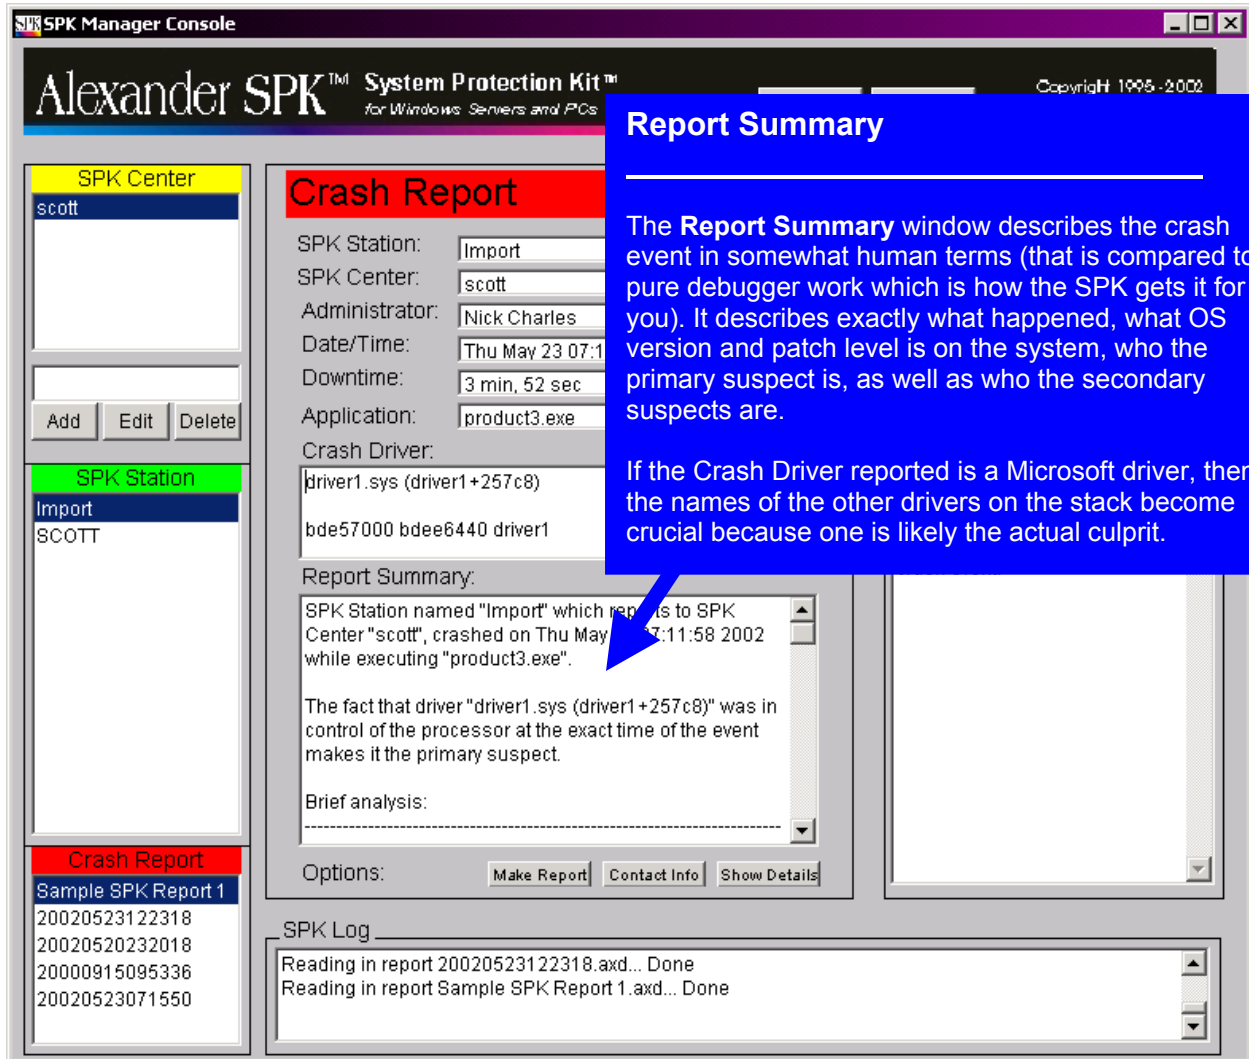 SPK Manager Console
Alexander SPK™ System Protection Kit™
for Windows Servers and PCs
Copyright 1995-2002
SPK Center
scott
Add Edit Delete
SPK Station
Import
SCOTT
Crash Report
Sample SPK Report 1
20020523122318
20020520232018
20000915095336
20020523071550
Crash Report
SPK Station: Import
SPK Center: scott
Administrator: Nick Charles
Date/Time: Thu May 23 07:1
Downtime: 3 min, 52 sec
Application: product3.exe
Crash Driver:
driver1.sys (driver1+257c8)
bde57000 bdee6440 driver1
Report Summary:
SPK Station named "Import" which reports to SPK
Center "scott", crashed on Thu May 7:11:58 2002
while executing "product3.exe".
The fact that driver "driver1.sys (driver1+257c8)" was in
control of the processor at the exact time of the event
makes it the primary suspect.
Brief analysis:
Options: Make Report Contact Info Show Details
Report Summary
The Report Summary window describes the crash
event in somewhat human terms (that is compared to
pure debugger work which is how the SPK gets it for
you). It describes exactly what happened, what OS
version and patch level is on the system, who the
primary suspect is, as well as who the secondary
suspects are.
If the Crash Driver reported is a Microsoft driver, then
the names of the other drivers on the stack become
crucial because one is likely the actual culprit.
SPK Log
Reading in report 20020523122318.axd... Done
Reading in report Sample SPK Report 1.axd... Done